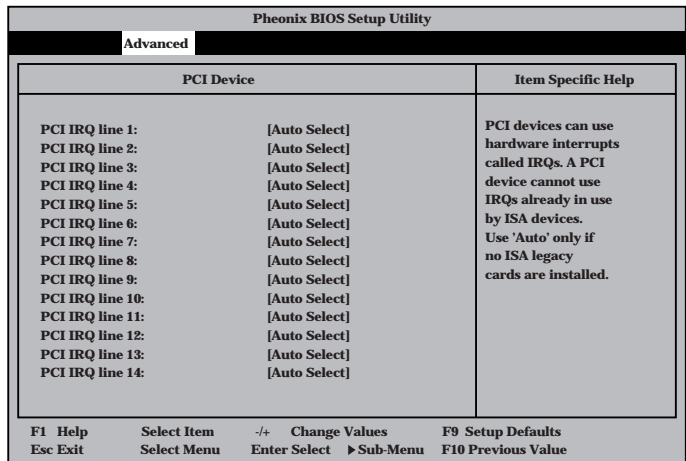 Pheonix BIOS Setup Utility
Advanced
PCI Device
Item Specific Help
PCI IRQ line 1: [Auto Select]
PCI IRQ line 2: [Auto Select]
PCI IRQ line 3: [Auto Select]
PCI IRQ line 4: [Auto Select]
PCI IRQ line 5: [Auto Select]
PCI IRQ line 6: [Auto Select]
PCI IRQ line 7: [Auto Select]
PCI IRQ line 8: [Auto Select]
PCI IRQ line 9: [Auto Select]
PCI IRQ line 10: [Auto Select]
PCI IRQ line 11: [Auto Select]
PCI IRQ line 12: [Auto Select]
PCI IRQ line 13: [Auto Select]
PCI IRQ line 14: [Auto Select]
PCI devices can use
hardware interrupts
called IRQs. A PCI
device cannot use
IRQs already in use
by ISA devices.
Use 'Auto' only if
no ISA legacy
cards are installed.
F1 Help Select Item -/+ Change Values F9 Setup Defaults
Esc Exit Select Menu Enter Select ▶ Sub-Menu F10 Previous Value